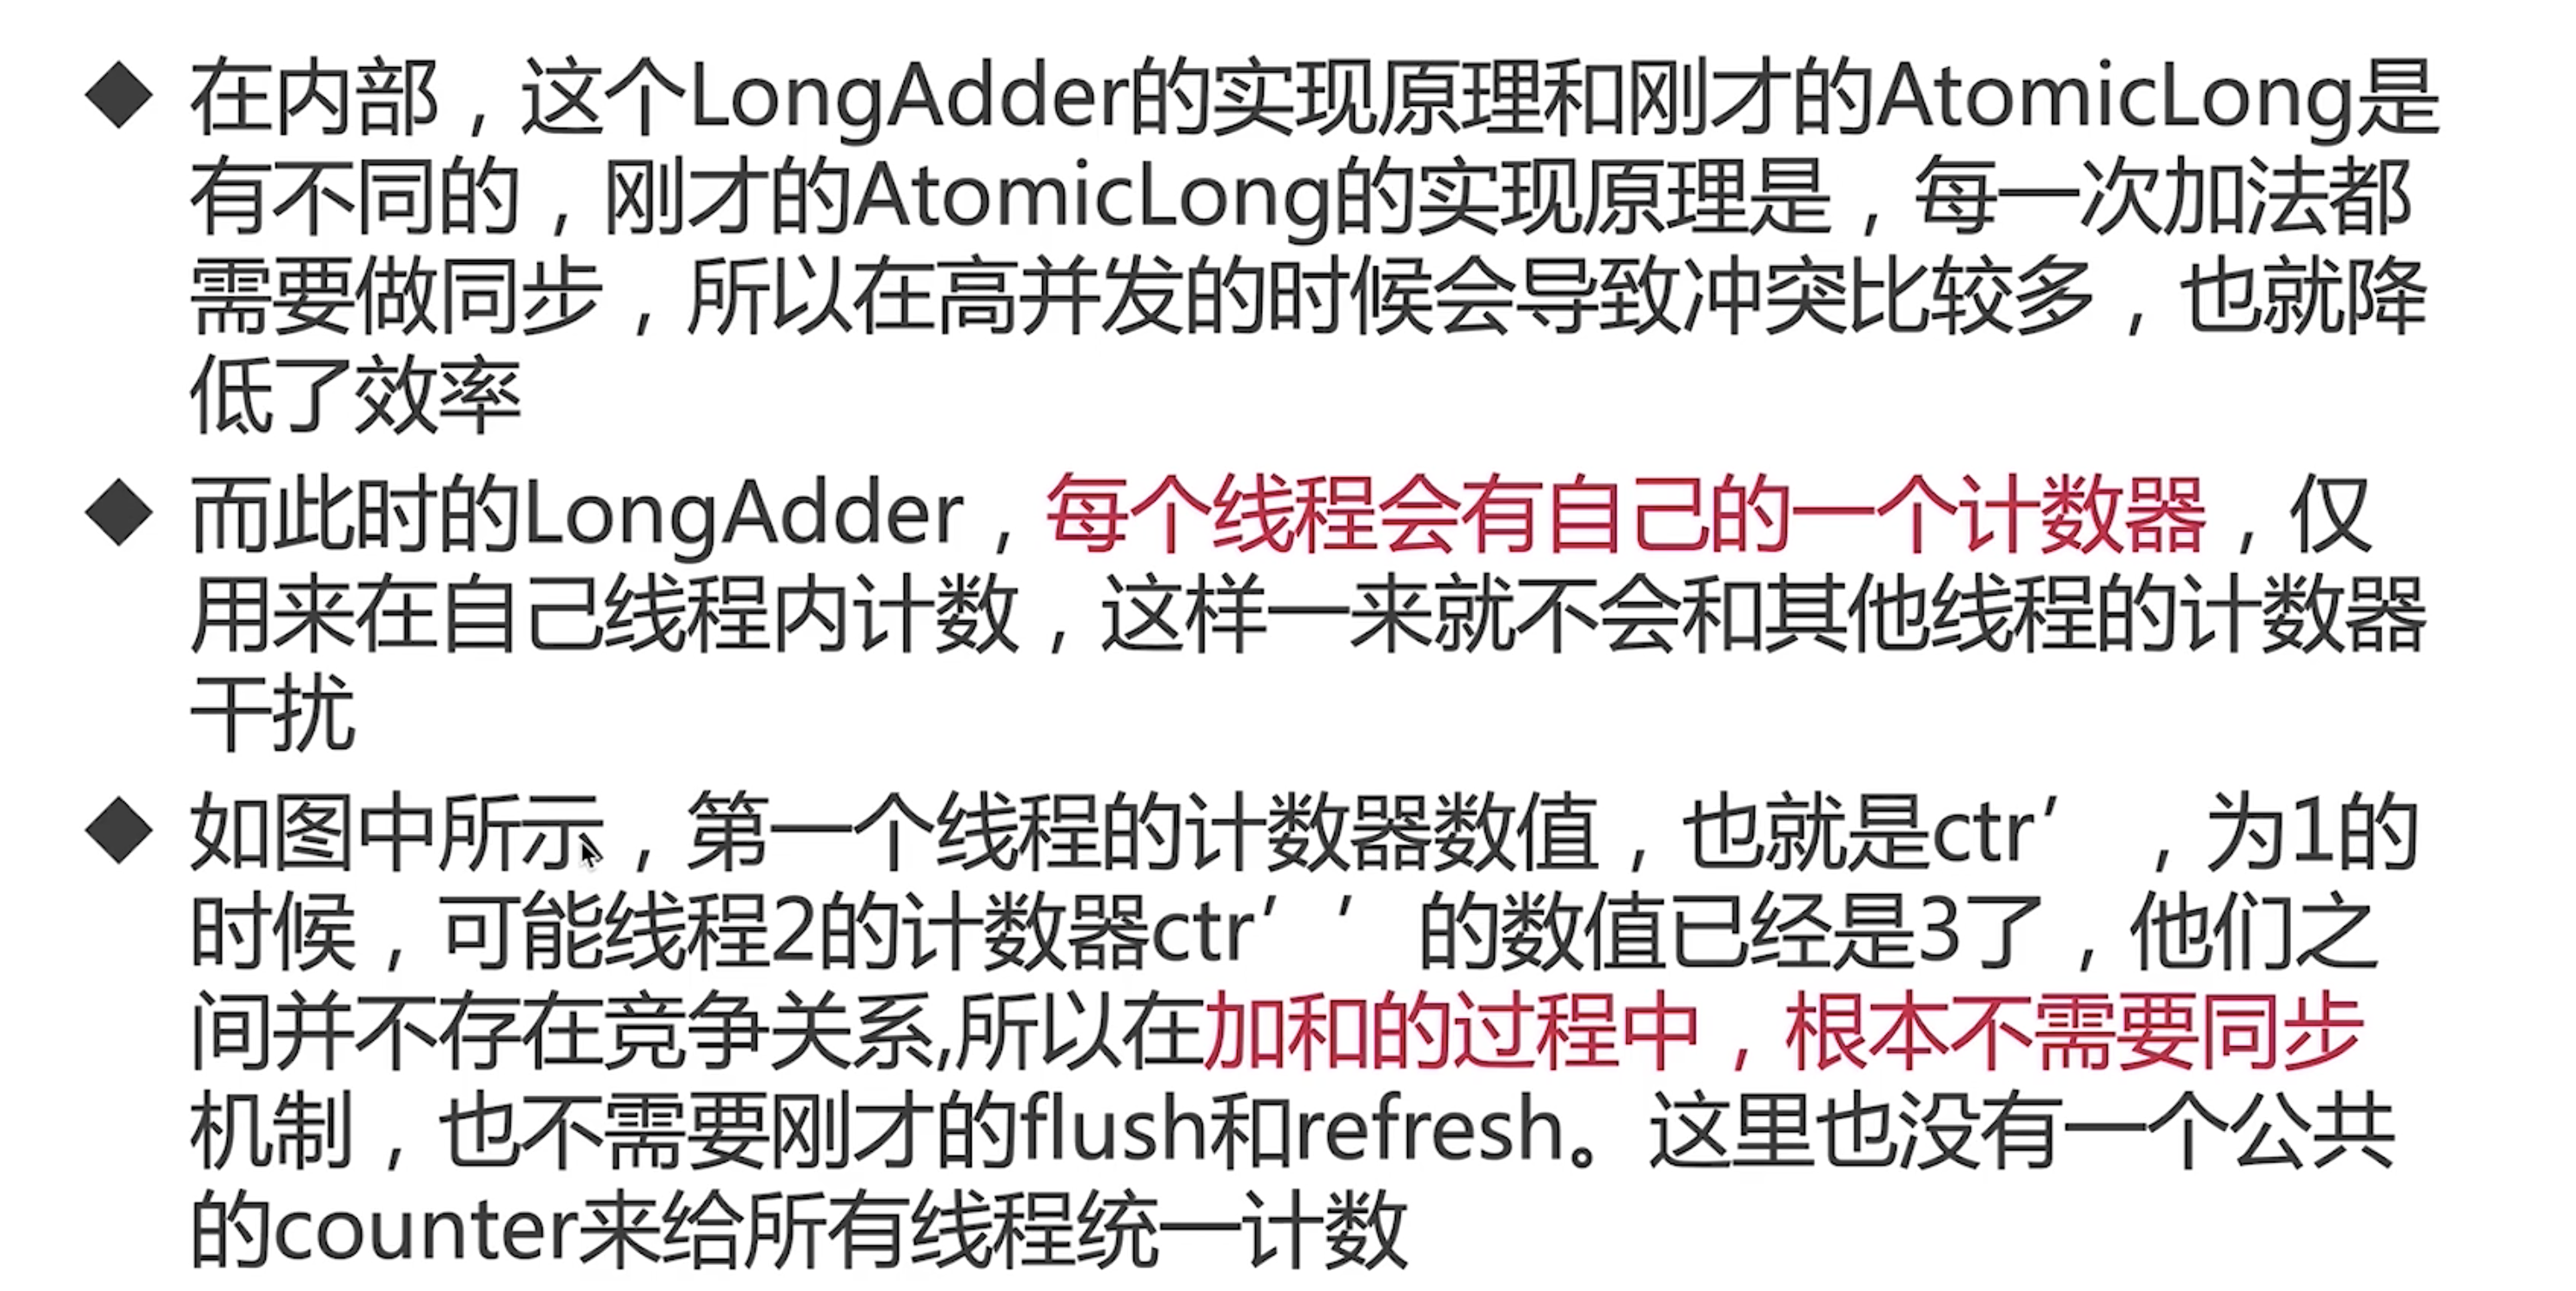 ◆ 在内部，这个LongAdder的实现原理和刚才的AtomicLong是
有不同的，刚才的AtomicLong的实现原理是，每一次加法都
需要做同步，所以在高并发的时候会导致冲突比较多，也就降
低了效率
◆ 而此时的LongAdder，每个线程会有自己的一个计数器，仅
用来在自己线程内计数，这样一来就不会和其他线程的计数器
干扰
◆ 如图中所示，第一个线程的计数器数值，也就是ctr’，为1的
时候，可能线程2的计数器ctr’’的数值已经是3了，他们之
间并不存在竞争关系,所以在加和的过程中，根本不需要同步
机制，也不需要刚才的flush和refresh。这里也没有一个公共
的counter来给所有线程统一计数